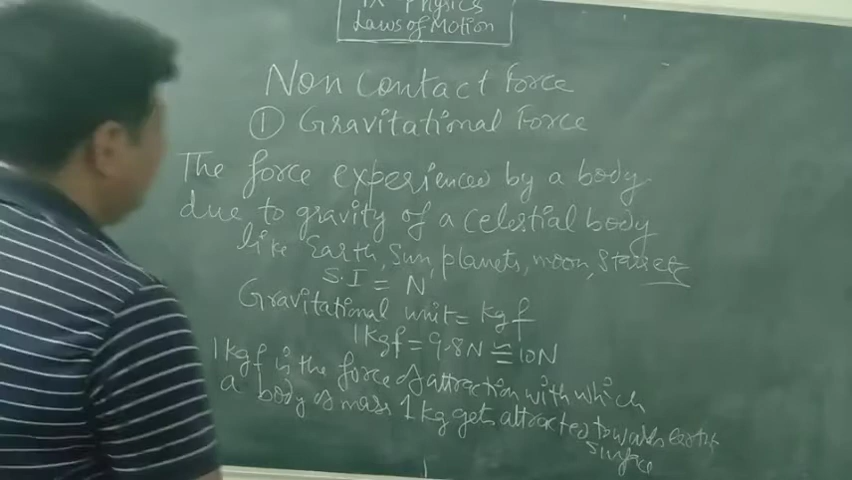 IX Physics
Laws of Motion
Non Contact Force
① Gravitational Force
The force experienced by a body
due to gravity of a celestial body
like Earth, Sun, planets, moon, stars etc
S.I = N
Gravitational unit = kgf
1kgf = 9.8N ≅ 10N
1kgf is the force of attraction with which
a body of mass 1kg gets attracted towards earth's
surface